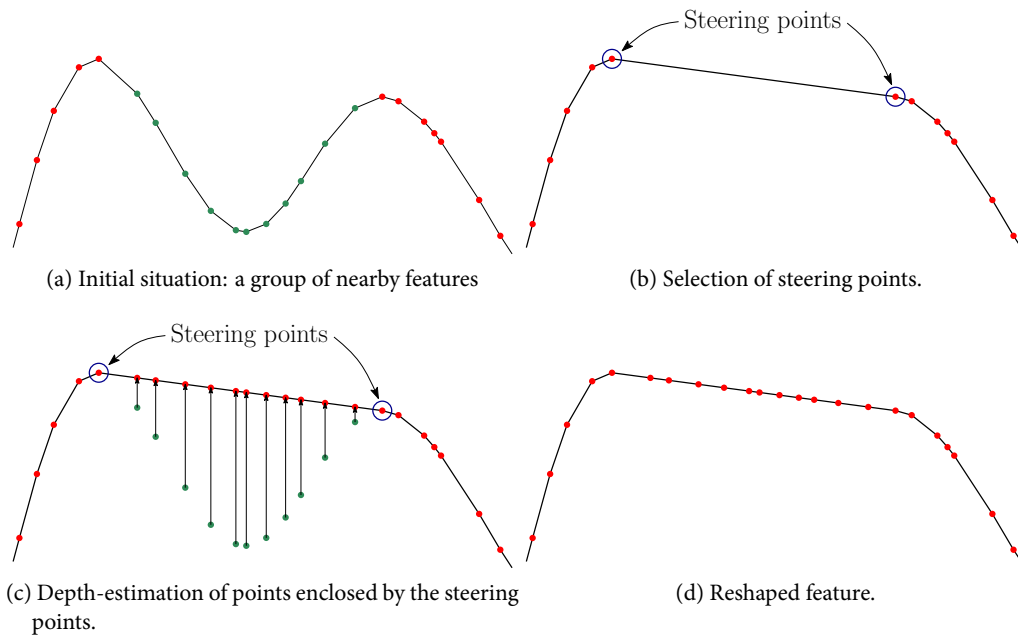 Steering points
(a) Initial situation: a group of nearby features
(b) Selection of steering points.
Steering points
(c) Depth-estimation of points enclosed by the steering
points.
(d) Reshaped feature.